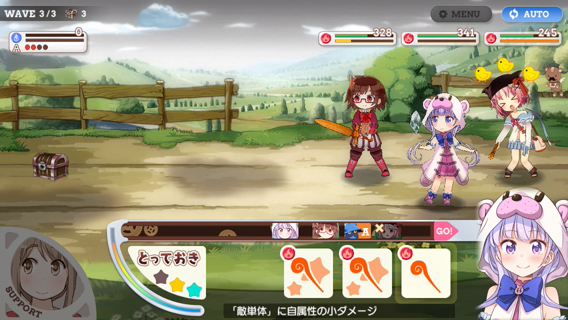 WAVE 3/3 3
MENU
AUTO
0
A
328
341
245
A
GO!
とっておき
SUPPORT
「敵単体」に自属性の小ダメージ